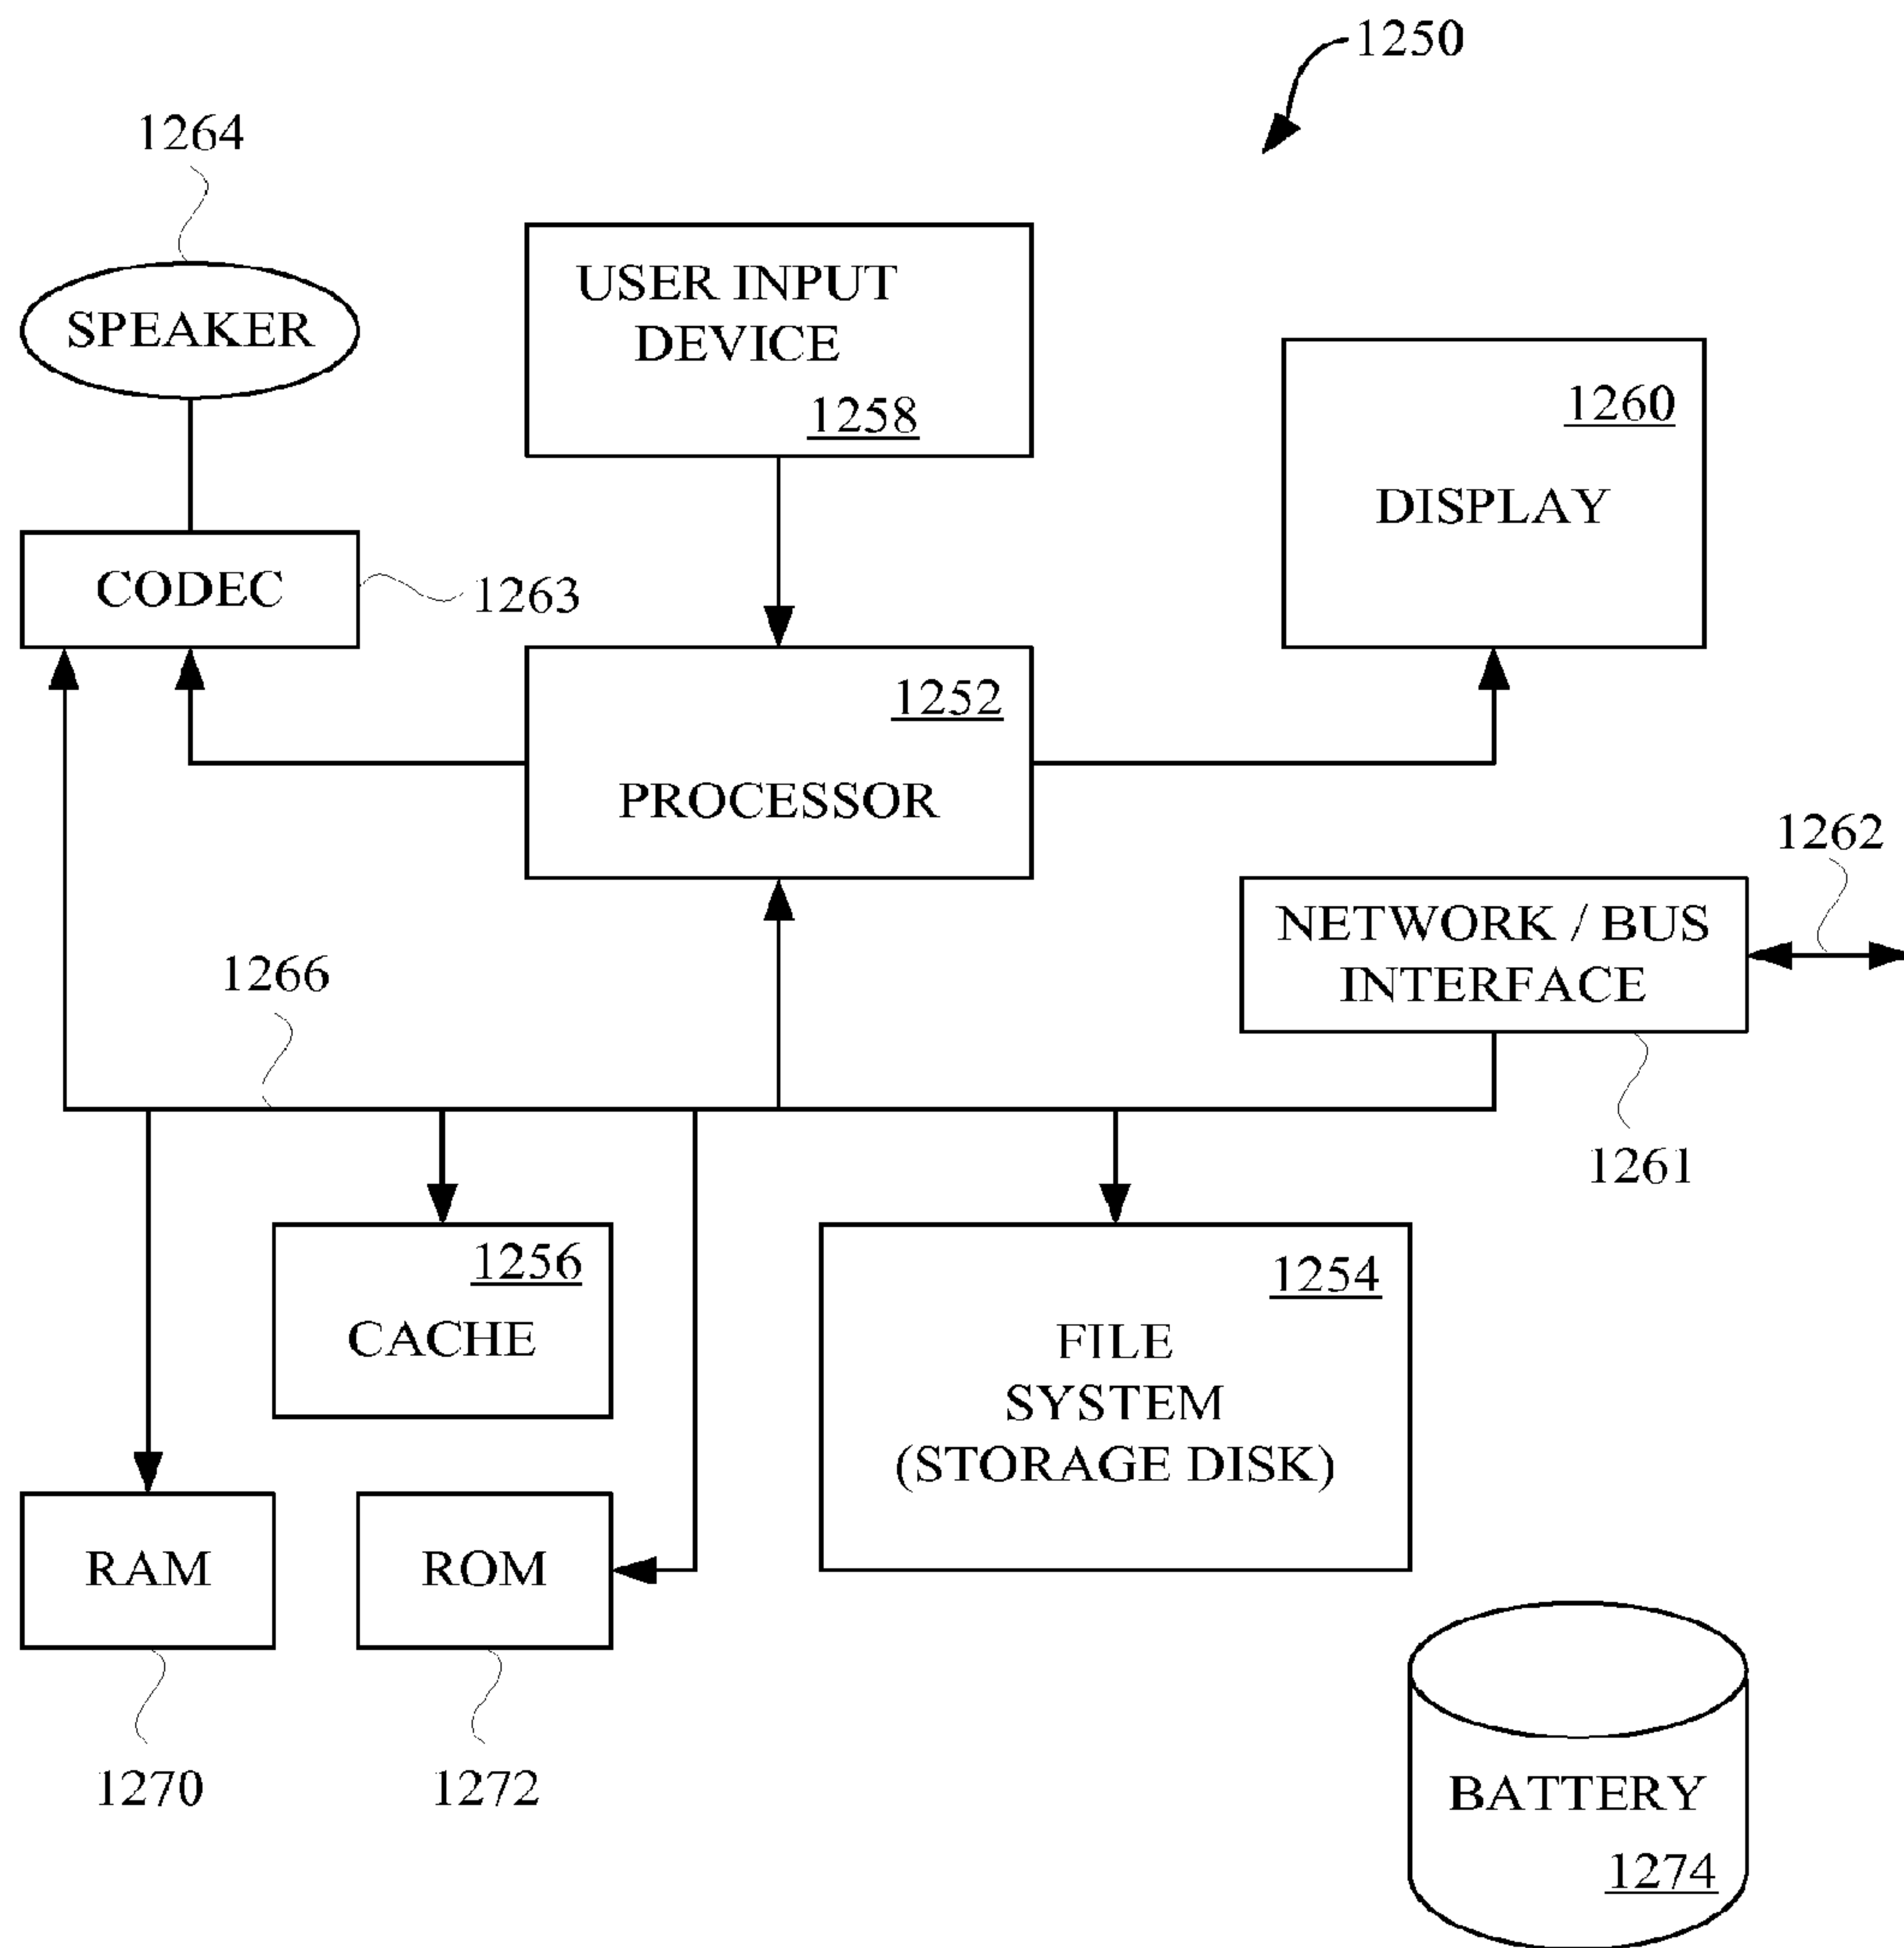 1250
1264
SPEAKER
USER INPUT
DEVICE
1258
1260
DISPLAY
CODEC
1263
1252
PROCESSOR
1262
NETWORK / BUS
INTERFACE
1266
1261
1256
CACHE
1254
FILE
SYSTEM
(STORAGE DISK)
RAM
ROM
1270
1272
BATTERY
1274